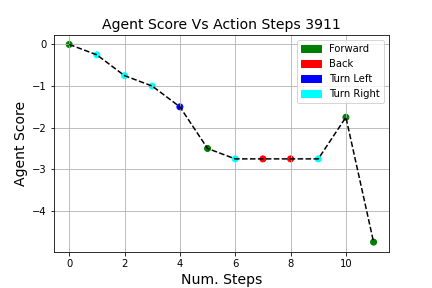 Agent Score Vs Action Steps 3911
Forward
Back
Turn Left
Turn Right
Agent Score
0
−1
−2
−3
−4
0 2 4 6 8 10
Num. Steps